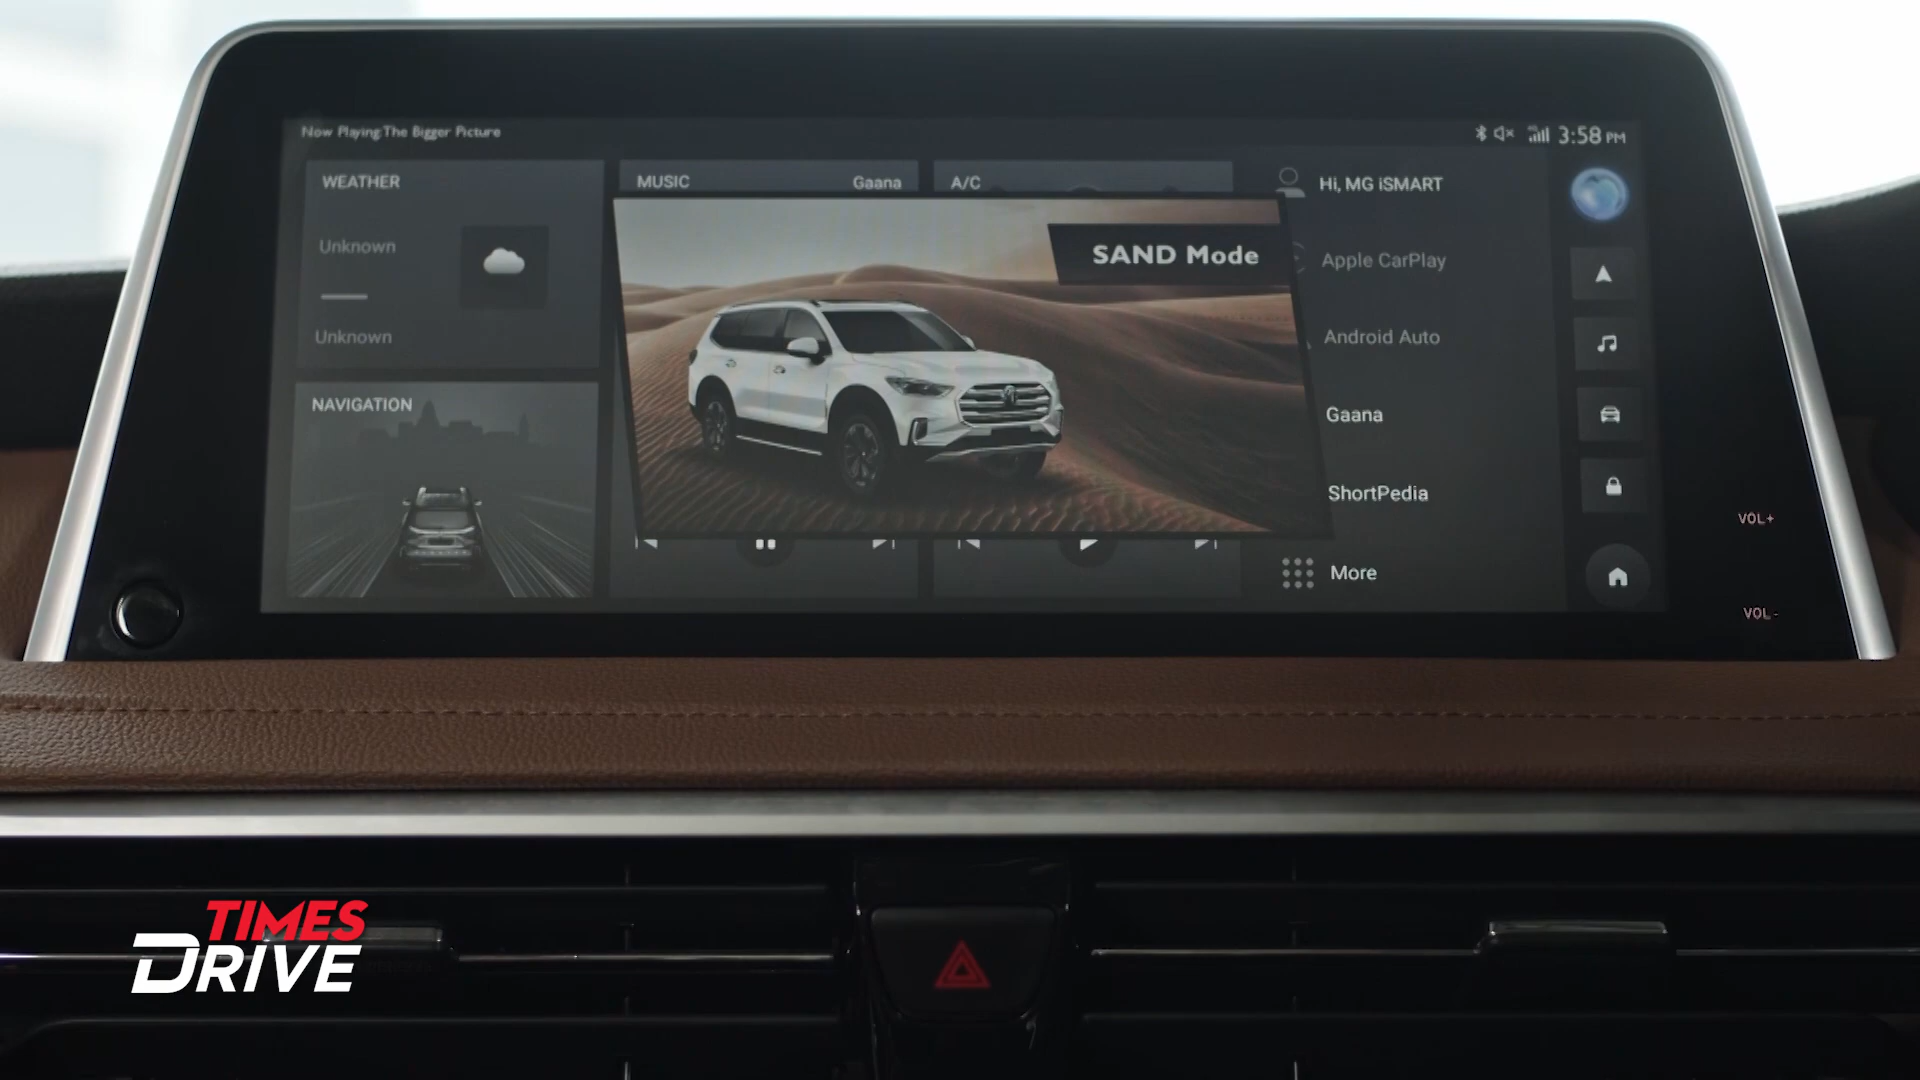 Now Playing:The Bigger Picture
3:58 PM
WEATHER
Unknown
Unknown
NAVIGATION
MUSIC
Gaana
A/C
SAND Mode
Hi, MG iSMART
Apple CarPlay
Android Auto
Gaana
ShortPedia
More
VOL+
VOL-
TIMES
DRIVE